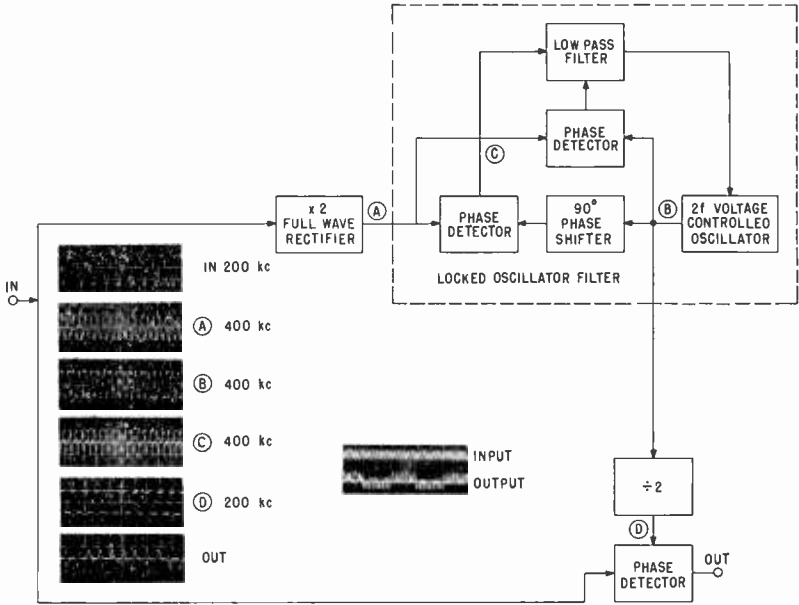 LOW PASS
FILTER
PHASE
DETECTOR
C
x 2
FULL WAVE
RECTIFIER
A
PHASE
DETECTOR
90°
PHASE
SHIFTER
B
2f VOLTAGE
CONTROLLED
OSCILLATOR
LOCKED OSCILLATOR FILTER
IN
IN 200 kc
A 400 kc
B 400 kc
C 400 kc
D 200 kc
OUT
INPUT
OUTPUT
÷2
D
PHASE
DETECTOR
OUT